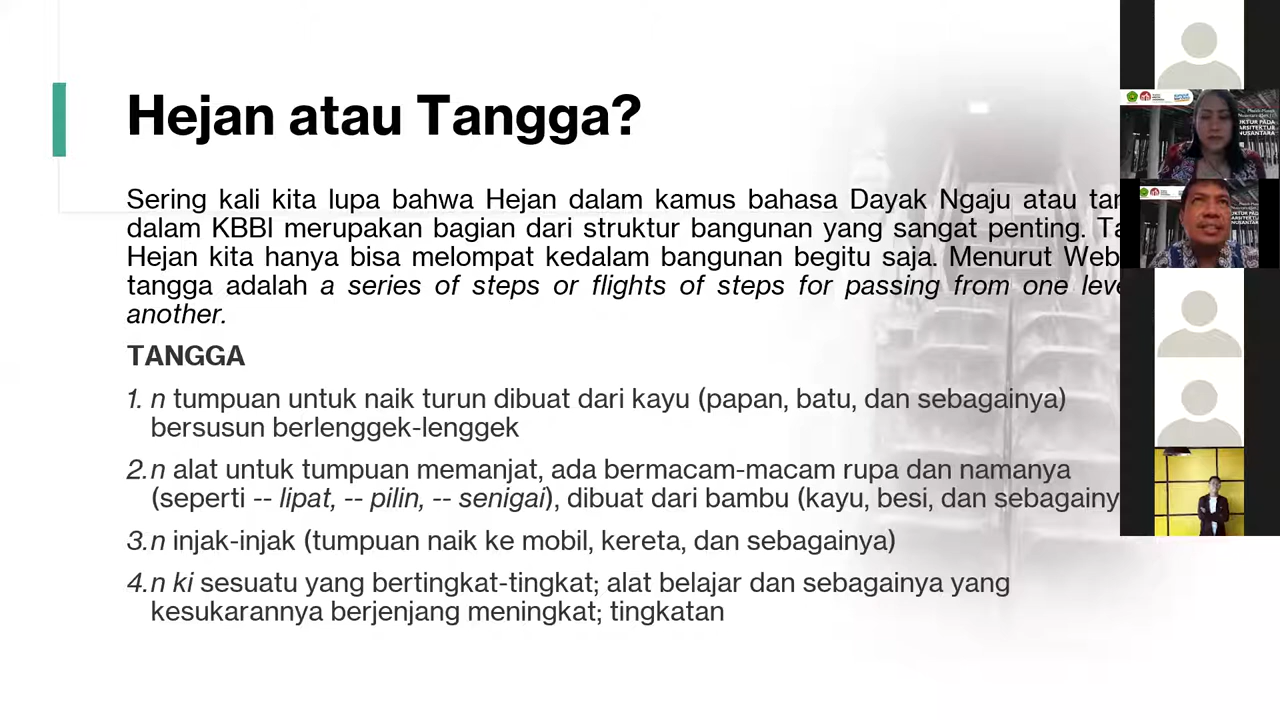 Hejan atau Tangga?
Sering kali kita lupa bahwa Hejan dalam kamus bahasa Dayak Ngaju atau
dalam KBBI merupakan bagian dari struktur bangunan yang sangat penting.
Hejan kita hanya bisa melompat kedalam bangunan begitu saja. Menurut
tangga adalah a series of steps or flights of steps for passing from one
another.
TANGGA
1. n tumpuan untuk naik turun dibuat dari kayu (papan, batu, dan sebagainya)
bersusun berlenggek-lenggek
2. n alat untuk tumpuan memanjat, ada bermacam-macam rupa dan namanya
(seperti -- lipat, -- pilin, -- senigai), dibuat dari bambu (kayu, besi, dan
3. n injak-injak (tumpuan naik ke mobil, kereta, dan sebagainya)
4. n ki sesuatu yang bertingkat-tingkat; alat belajar dan sebagainya yang
kesukarannya berjenjang meningkat; tingkatan
PADA
ARSITEKTUR
NUSANTARA